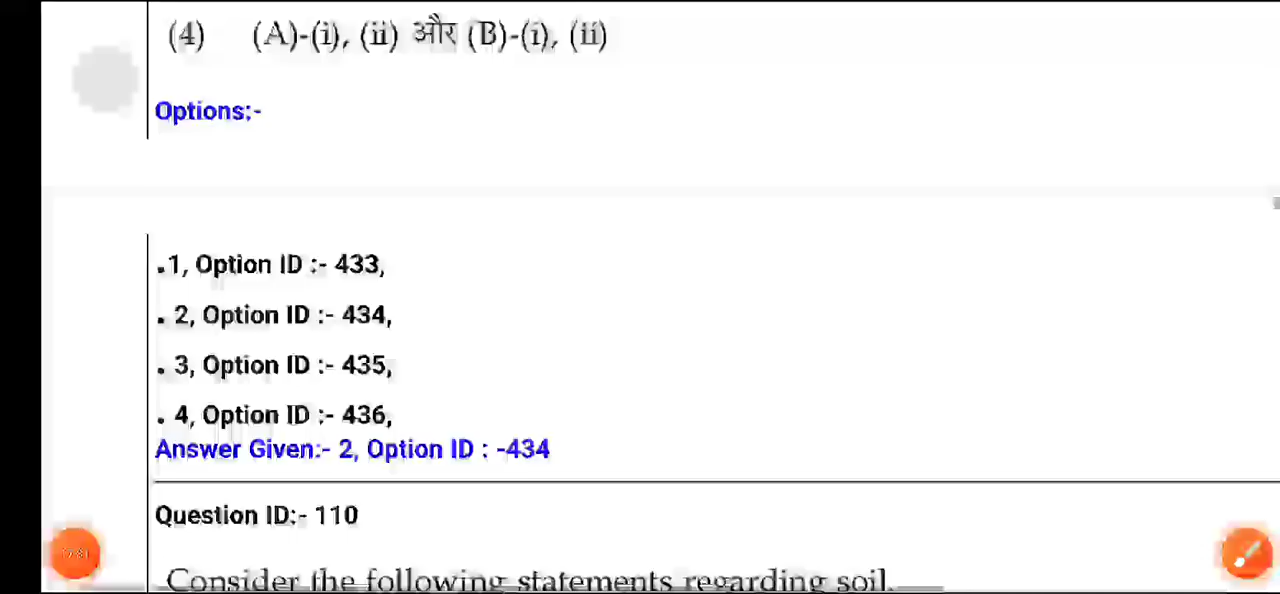 (4) (A)-(i), (ii) और (B)-(i), (ii)
Options:-
.1, Option ID :- 433,
. 2, Option ID :- 434,
. 3, Option ID :- 435,
. 4, Option ID :- 436,
Answer Given:- 2, Option ID : -434
Question ID:- 110
Consider the following statements regarding soil.